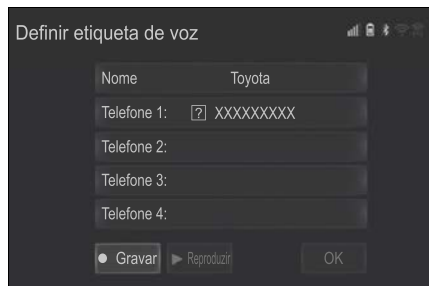 Definir etiqueta de voz
Nome Toyota
Telefone 1: ? XXXXXXXXX
Telefone 2:
Telefone 3:
Telefone 4:
Gravar Reproduzir OK